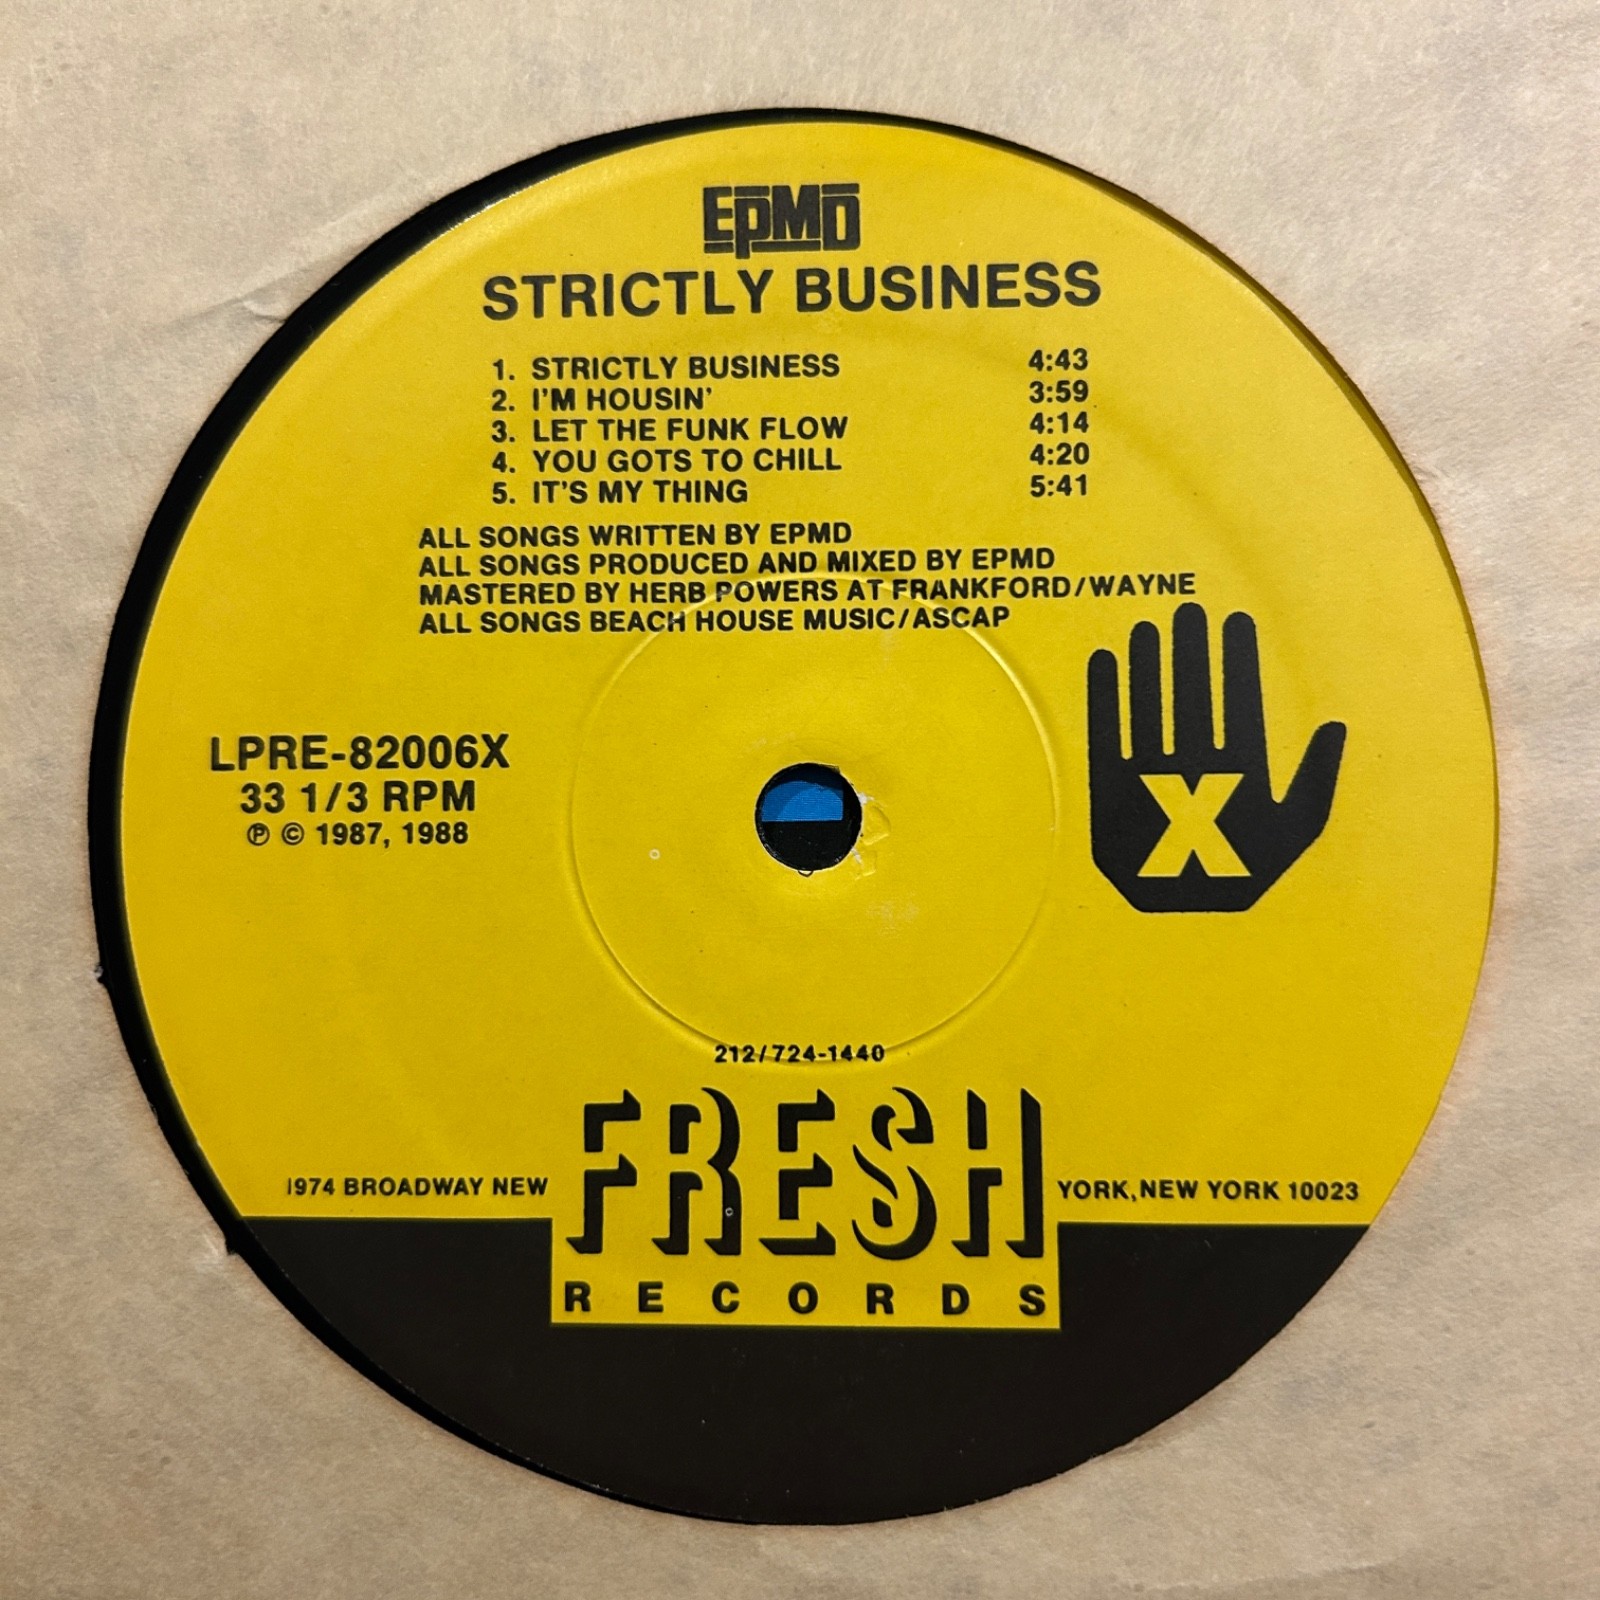 EPMD
STRICTLY BUSINESS
1. STRICTLY BUSINESS 4:43
2. I'M HOUSIN' 3:59
3. LET THE FUNK FLOW 4:14
4. YOU GOTS TO CHILL 4:20
5. IT'S MY THING 5:41
ALL SONGS WRITTEN BY EPMD
ALL SONGS PRODUCED AND MIXED BY EPMD
MASTERED BY HERB POWERS AT FRANKFORD/WAYNE
ALL SONGS BEACH HOUSE MUSIC/ASCAP
LPRE-82006X
33 1/3 RPM
℗ © 1987, 1988
X
212/724-1440
FRESH
1974 BROADWAY NEW YORK, NEW YORK 10023
RECORDS